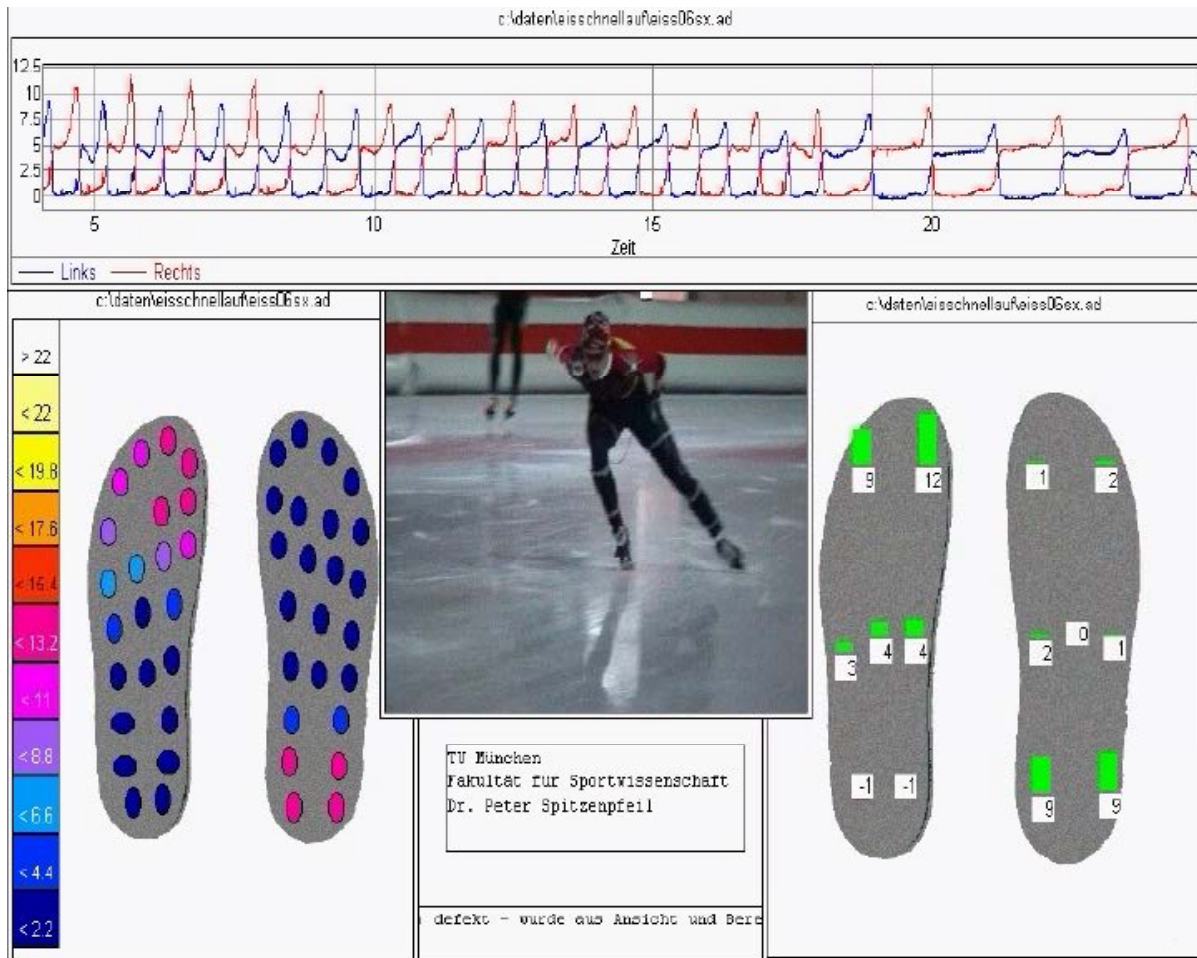 c:\daten\eisschnellauf\eiss06sx.ad
12.5
10
7.5
5
2.5
0
5 10 15 20
Zeit
Links Rechts
c:\daten\eisschnellauf\eiss06sx.ad
> 22
< 22
< 19.8
< 17.6
< 15.4
< 13.2
< 11
< 8.8
< 6.6
< 4.4
< 2.2
TU München
Fakultät für Sportwissenschaft
Dr. Peter Spitzenpfeil
defekt - wurde aus Ansicht und Bere
c:\daten\eisschnellauf\eiss06sx.ad
9 12 1 2
3 4 4 2 0 1
-1 -1 9 9